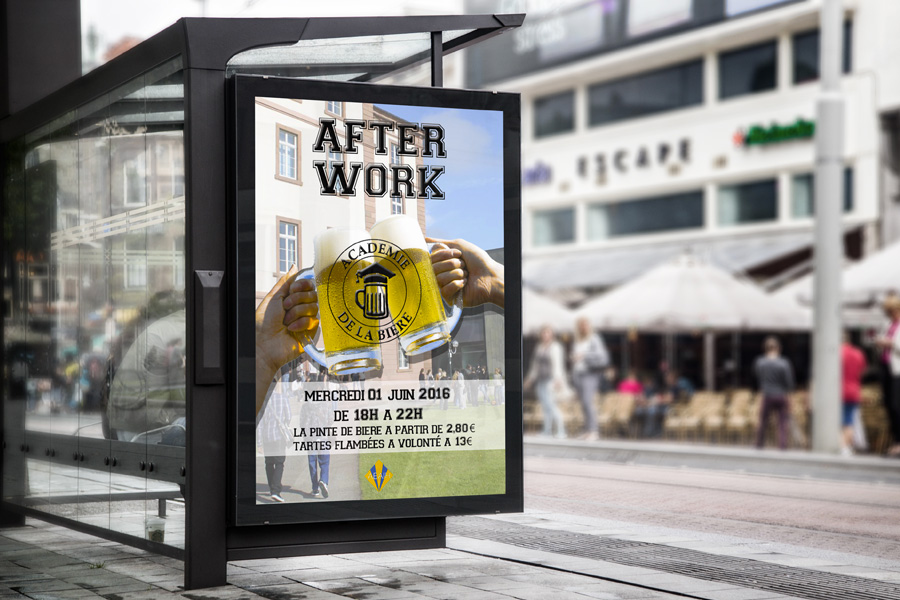 AFTER
WORK
ACADEMIE
DE LA BIERE
MERCREDI 01 JUIN 2016
DE 18H A 22H
LA PINTE DE BIERE A PARTIR DE 2,80€
TARTES FLAMBÉES A VOLONTÉ A 13€
ESCAPE
Heineken